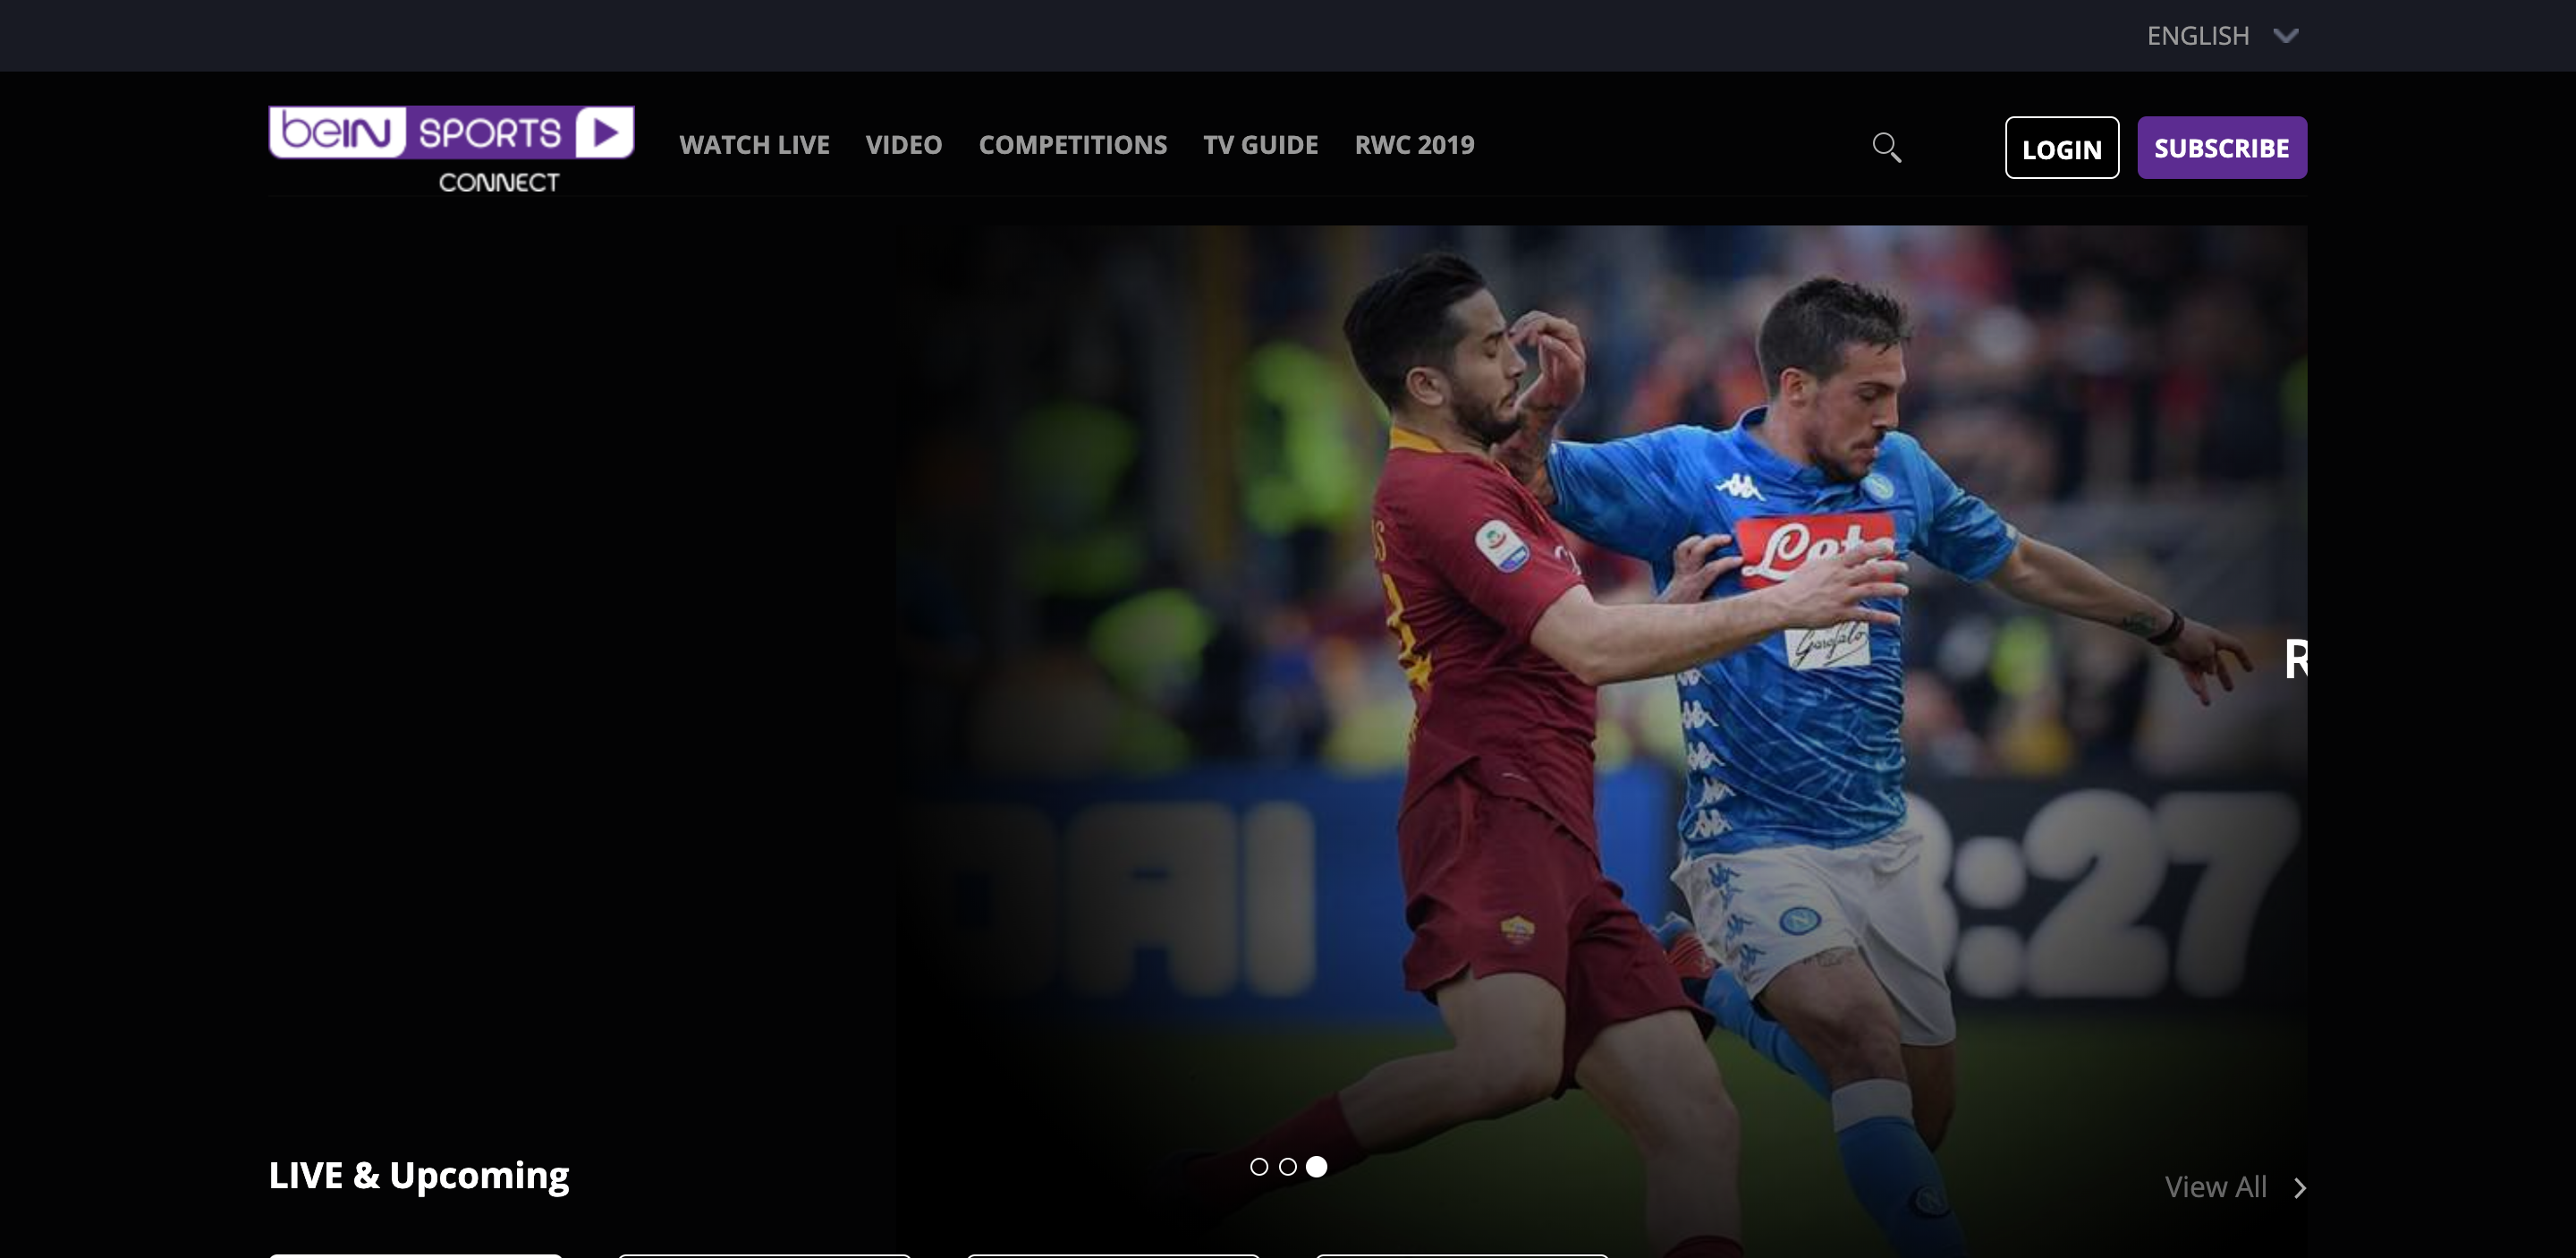 ENGLISH
beIN SPORTS
CONNECT
WATCH LIVE
VIDEO
COMPETITIONS
TV GUIDE
RWC 2019
LOGIN
SUBSCRIBE
Lete
Garofalo
R
DAI
:27
LIVE & Upcoming
View All